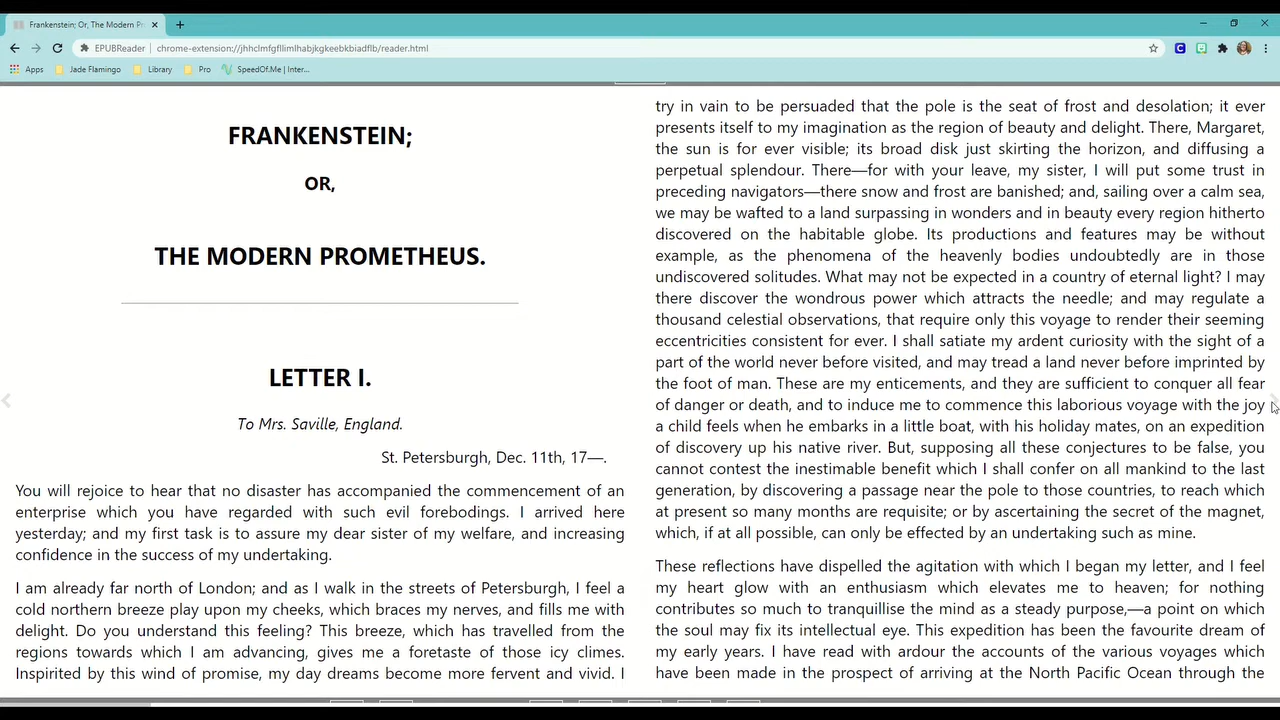 Frankenstein; Or, The Modern Pr
EPUBReader
chrome-extension://jhhclmfgfllimlhabjkgkeebkbiadflb/reader.html
Apps
Jade Flamingo
Library
Pro
SpeedOf.Me | Inter...
FRANKENSTEIN;
OR,
THE MODERN PROMETHEUS.
LETTER I.
To Mrs. Saville, England.
St. Petersburgh, Dec. 11th, 17—.
You will rejoice to hear that no disaster has accompanied the commencement of an
enterprise which you have regarded with such evil forebodings. I arrived here
yesterday; and my first task is to assure my dear sister of my welfare, and increasing
confidence in the success of my undertaking.
I am already far north of London; and as I walk in the streets of Petersburgh, I feel a
cold northern breeze play upon my cheeks, which braces my nerves, and fills me with
delight. Do you understand this feeling? This breeze, which has travelled from the
regions towards which I am advancing, gives me a foretaste of those icy climes.
Inspirited by this wind of promise, my day dreams become more fervent and vivid. I
try in vain to be persuaded that the pole is the seat of frost and desolation; it ever
presents itself to my imagination as the region of beauty and delight. There, Margaret,
the sun is for ever visible; its broad disk just skirting the horizon, and diffusing a
perpetual splendour. There—for with your leave, my sister, I will put some trust in
preceding navigators—there snow and frost are banished; and, sailing over a calm sea,
we may be wafted to a land surpassing in wonders and in beauty every region hitherto
discovered on the habitable globe. Its productions and features may be without
example, as the phenomena of the heavenly bodies undoubtedly are in those
undiscovered solitudes. What may not be expected in a country of eternal light? I may
there discover the wondrous power which attracts the needle; and may regulate a
thousand celestial observations, that require only this voyage to render their seeming
eccentricities consistent for ever. I shall satiate my ardent curiosity with the sight of a
part of the world never before visited, and may tread a land never before imprinted by
the foot of man. These are my enticements, and they are sufficient to conquer all fear
of danger or death, and to induce me to commence this laborious voyage with the joy
a child feels when he embarks in a little boat, with his holiday mates, on an expedition
of discovery up his native river. But, supposing all these conjectures to be false, you
cannot contest the inestimable benefit which I shall confer on all mankind to the last
generation, by discovering a passage near the pole to those countries, to reach which
at present so many months are requisite; or by ascertaining the secret of the magnet,
which, if at all possible, can only be effected by an undertaking such as mine.
These reflections have dispelled the agitation with which I began my letter, and I feel
my heart glow with an enthusiasm which elevates me to heaven; for nothing
contributes so much to tranquillise the mind as a steady purpose,—a point on which
the soul may fix its intellectual eye. This expedition has been the favourite dream of
my early years. I have read with ardour the accounts of the various voyages which
have been made in the prospect of arriving at the North Pacific Ocean through the